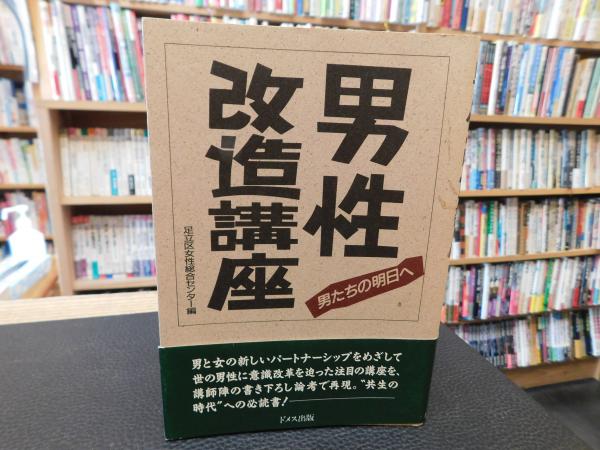 男性
改造講座
男たちの明日へ
足立区女性総合センター編
男と女の新しいパートナーシップをめざして
世の男性に意識改革を迫った注目の講座を、
講師陣の書き下ろし論考で再現。“共生の
時代”への必読書!
ドメス出版